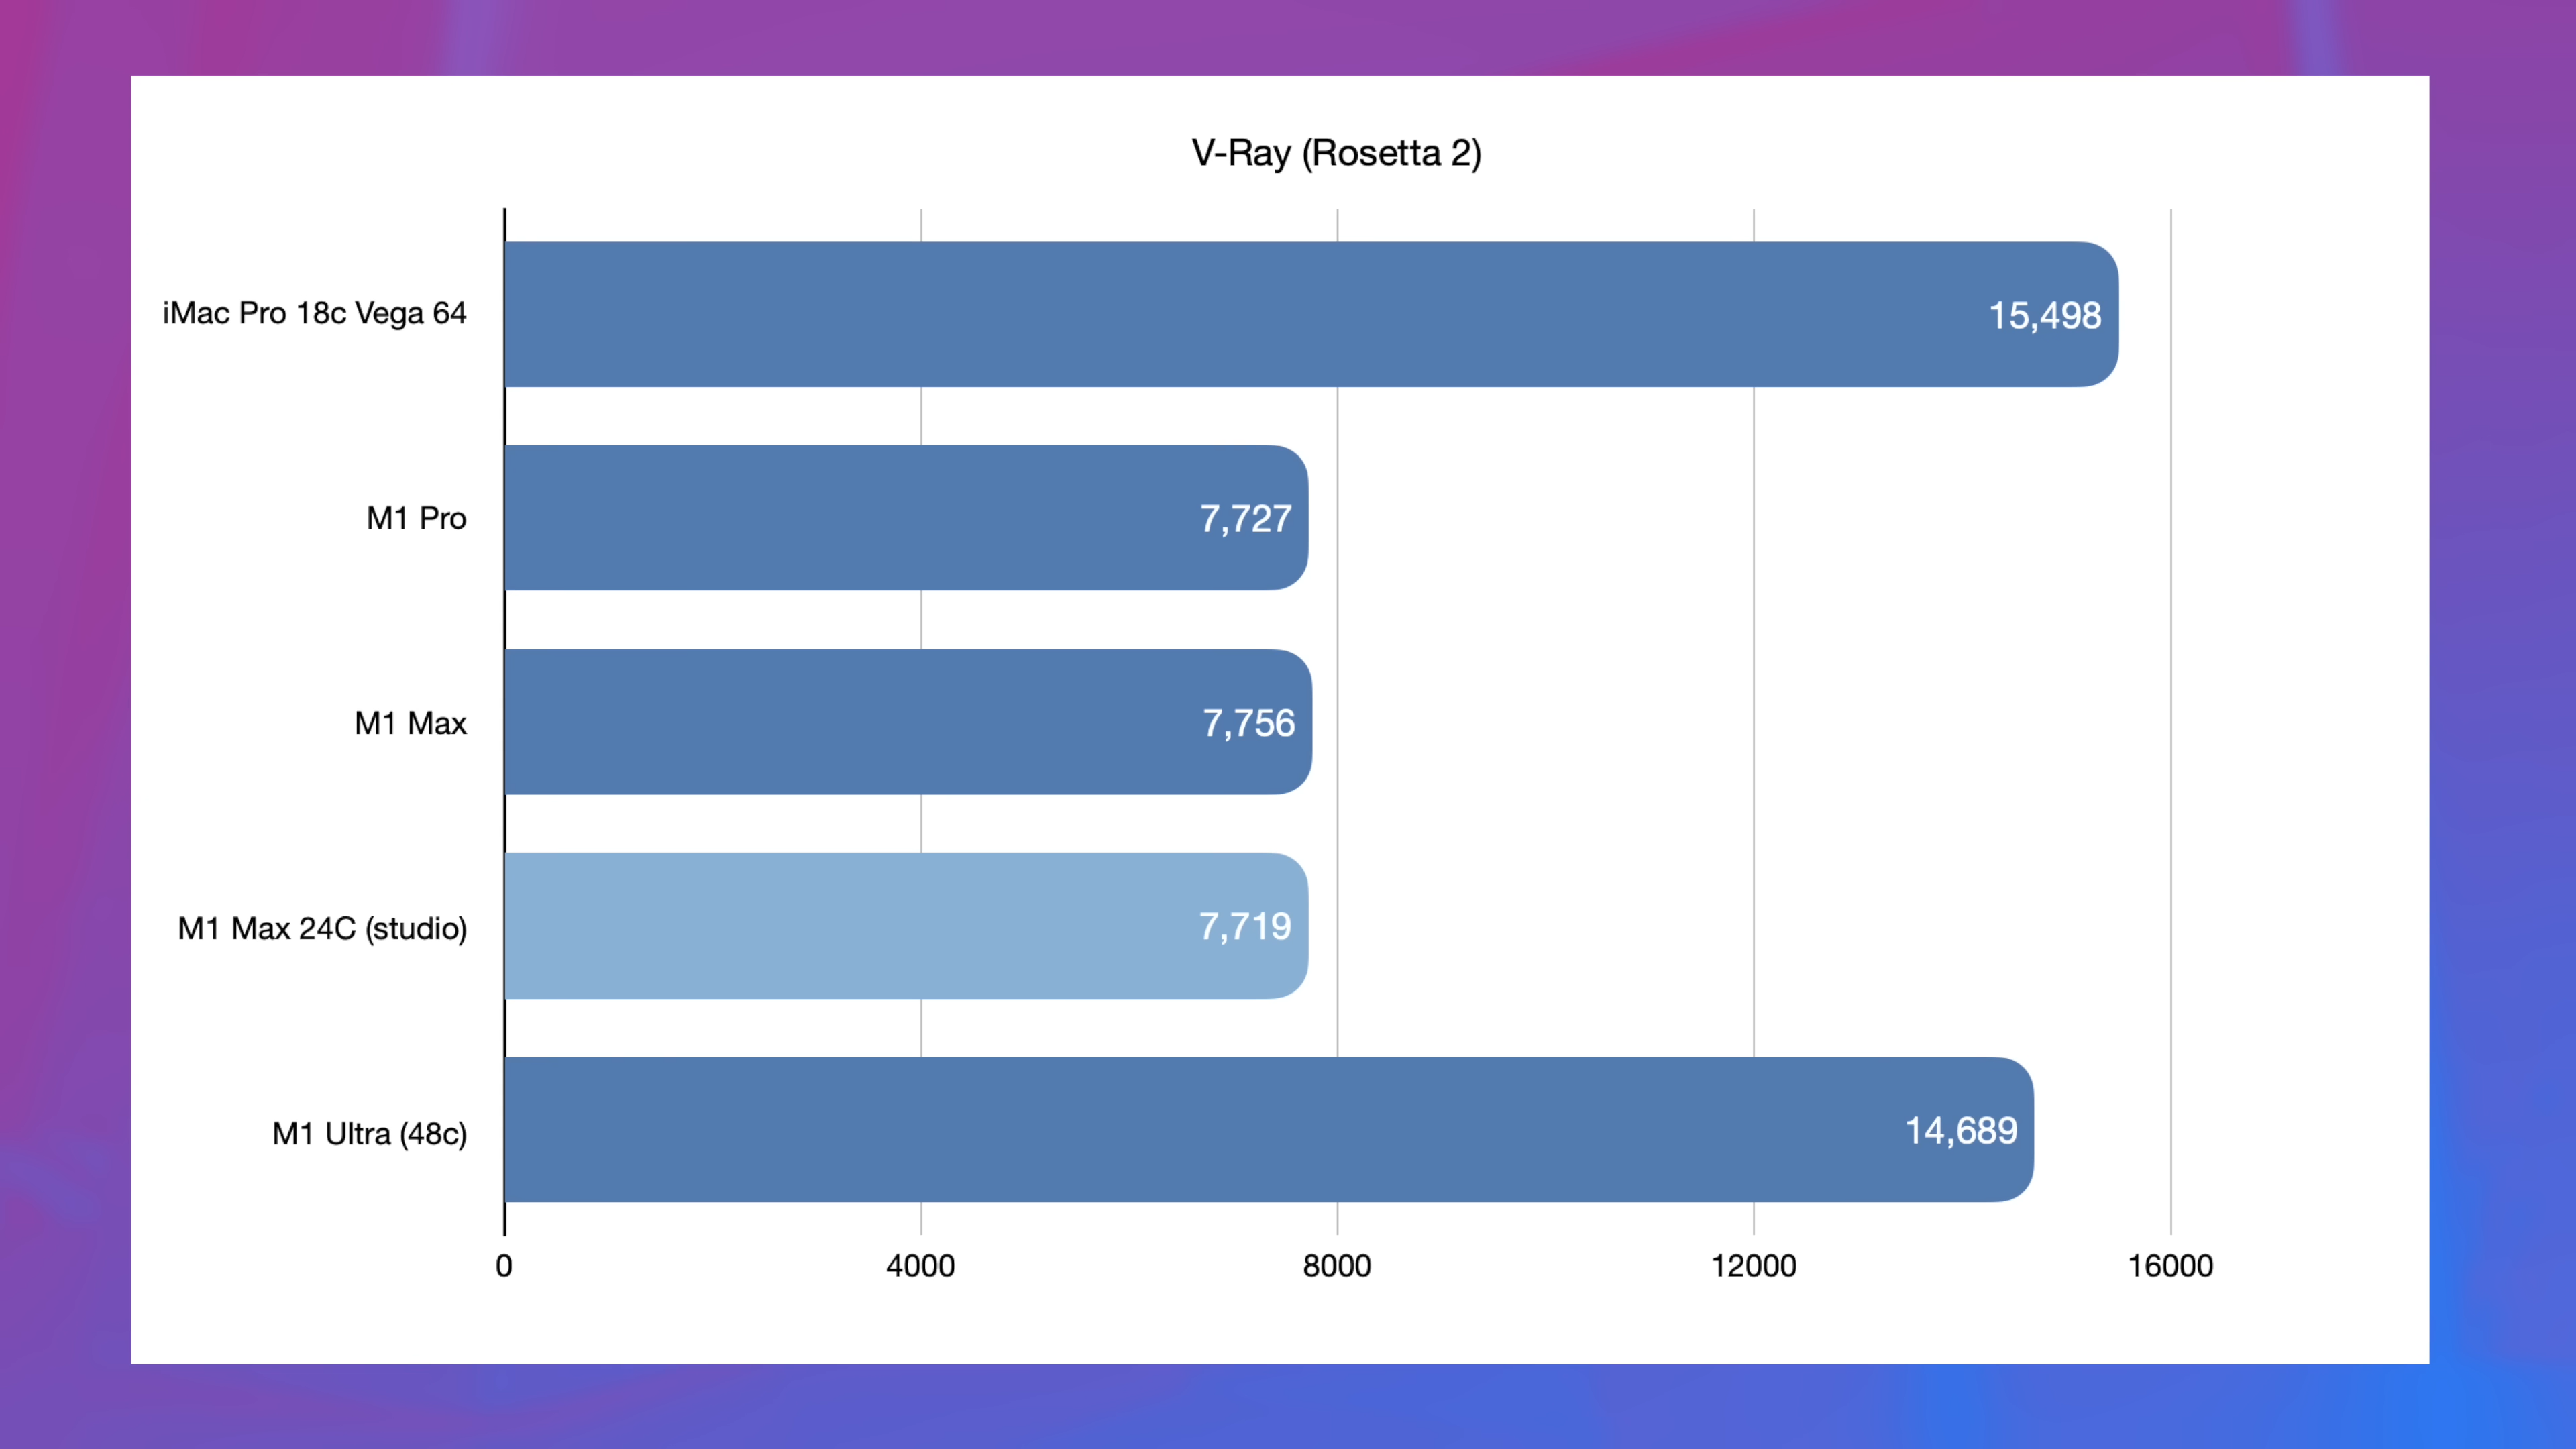 V-Ray (Rosetta 2)
iMac Pro 18c Vega 64
15,498
M1 Pro
7,727
M1 Max
7,756
M1 Max 24C (studio)
7,719
M1 Ultra (48c)
14,689
0 4000 8000 12000 16000